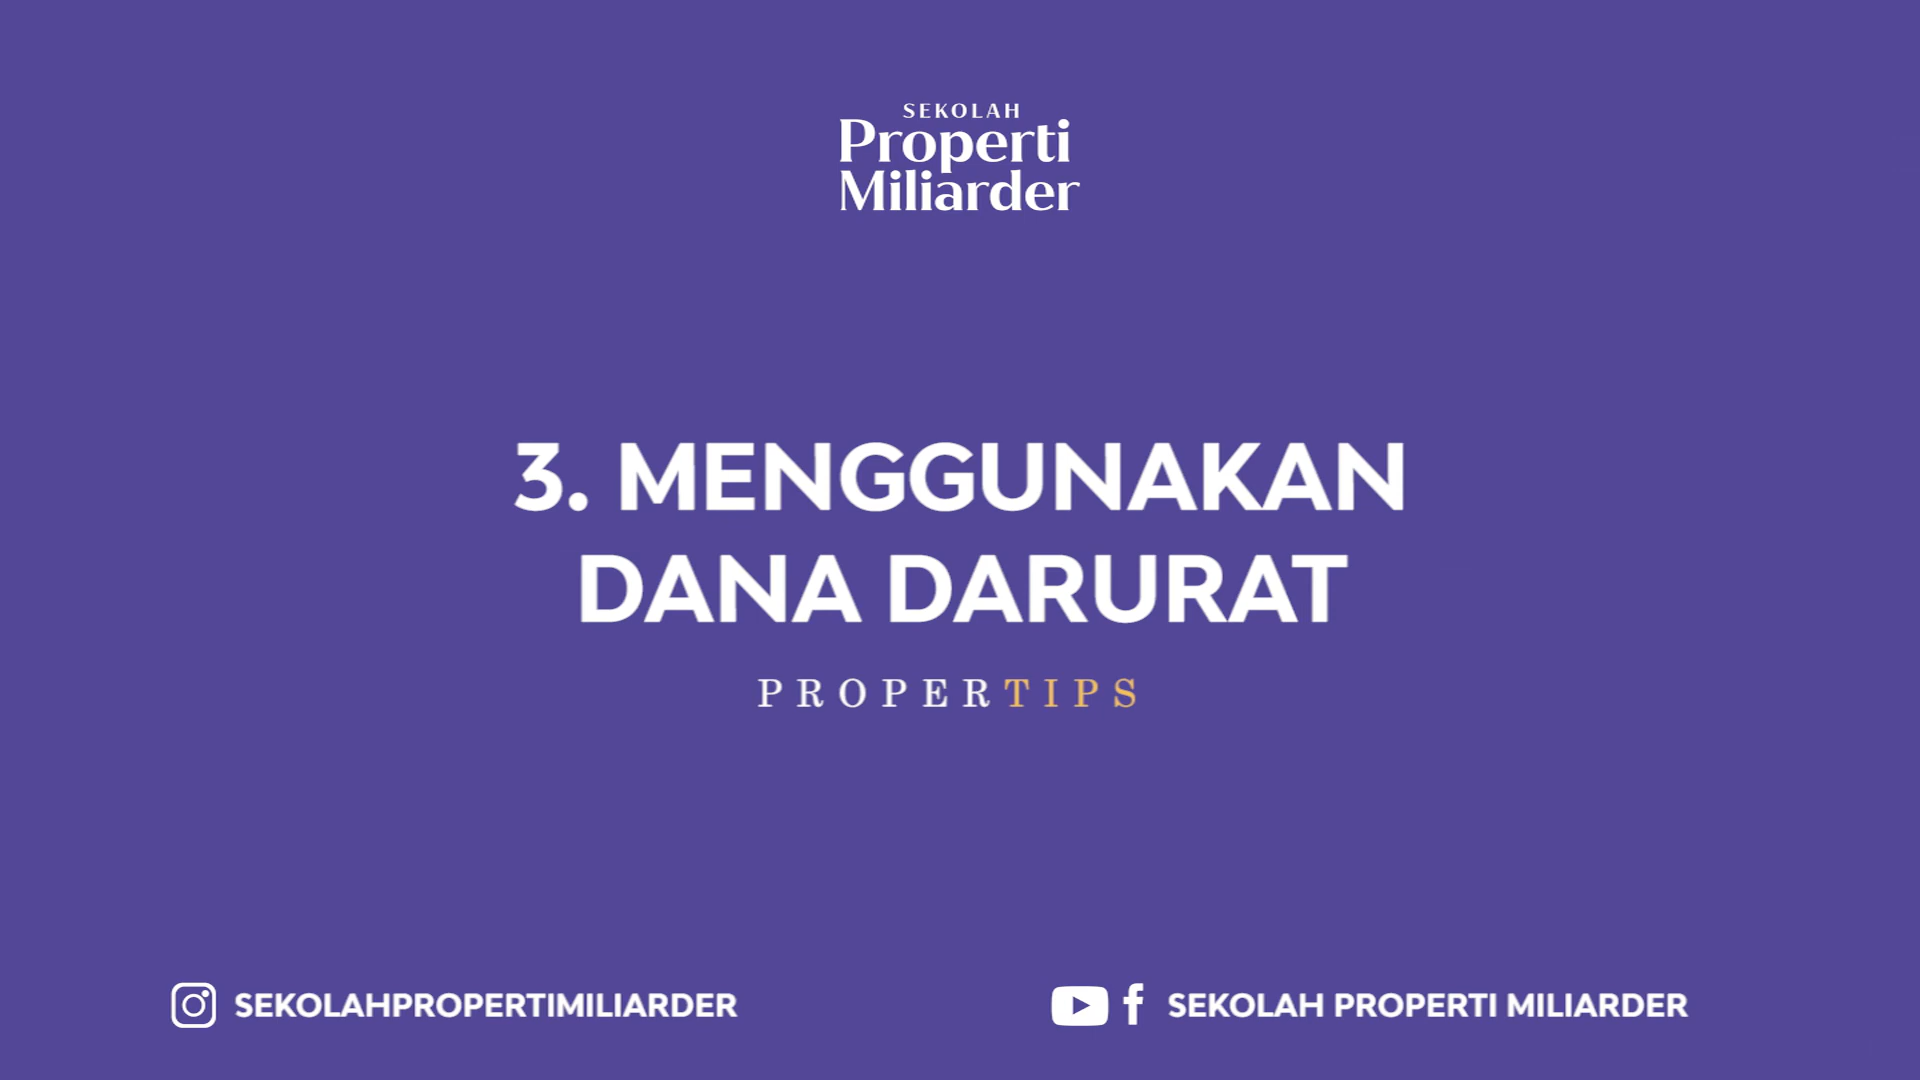 SEKOLAH
Properti
Miliarder
3. MENGGUNAKAN
DANA DARURAT
PROPERTIPS
SEKOLAHPROPERTIMILIARDER
SEKOLAH PROPERTI MILIARDER